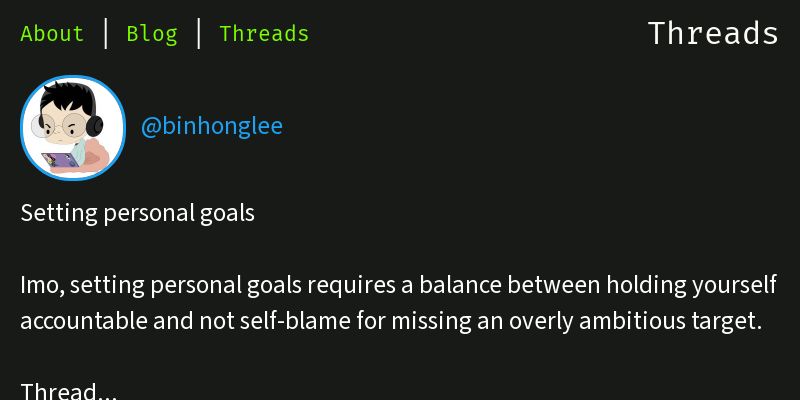 About | Blog | Threads
Threads
@binhonglee
Setting personal goals
Imo, setting personal goals requires a balance between holding yourself
accountable and not self-blame for missing an overly ambitious target.
Thread...